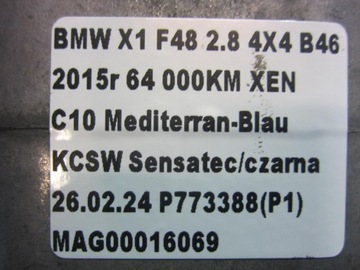 BMW X1 F48 2.8 4X4 B46
2015r 64 000KM XEN
C10 Mediterran-Blau
KCSW Sensatec/czarna
26.02.24 P773388(P1)
MAG00016069